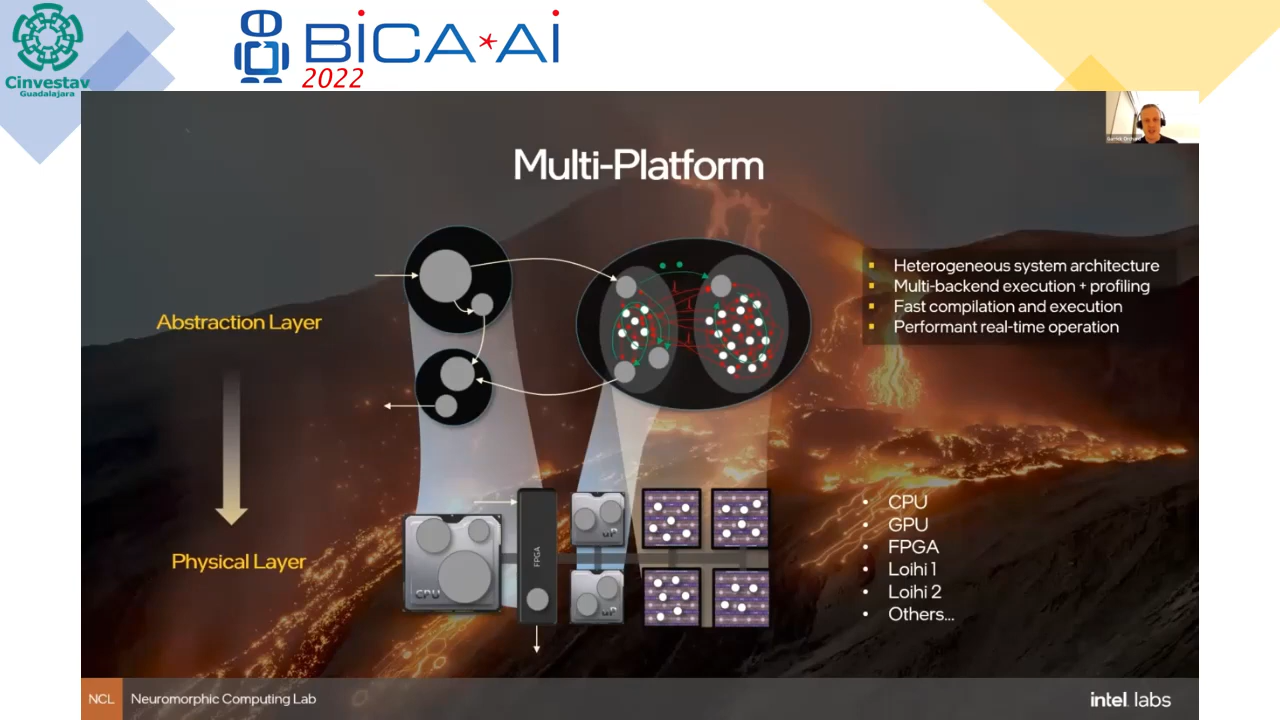 Cinvestav
Guadalajara
BiCA*Ai
2022
Multi-Platform
Abstraction Layer
Heterogeneous system architecture
Multi-backend execution + profiling
Fast compilation and execution
Performant real-time operation
Physical Layer
CPU
FPGA
µP
µP
CPU
GPU
FPGA
Loihi 1
Loihi 2
Others...
NCL Neuromorphic Computing Lab
intel labs